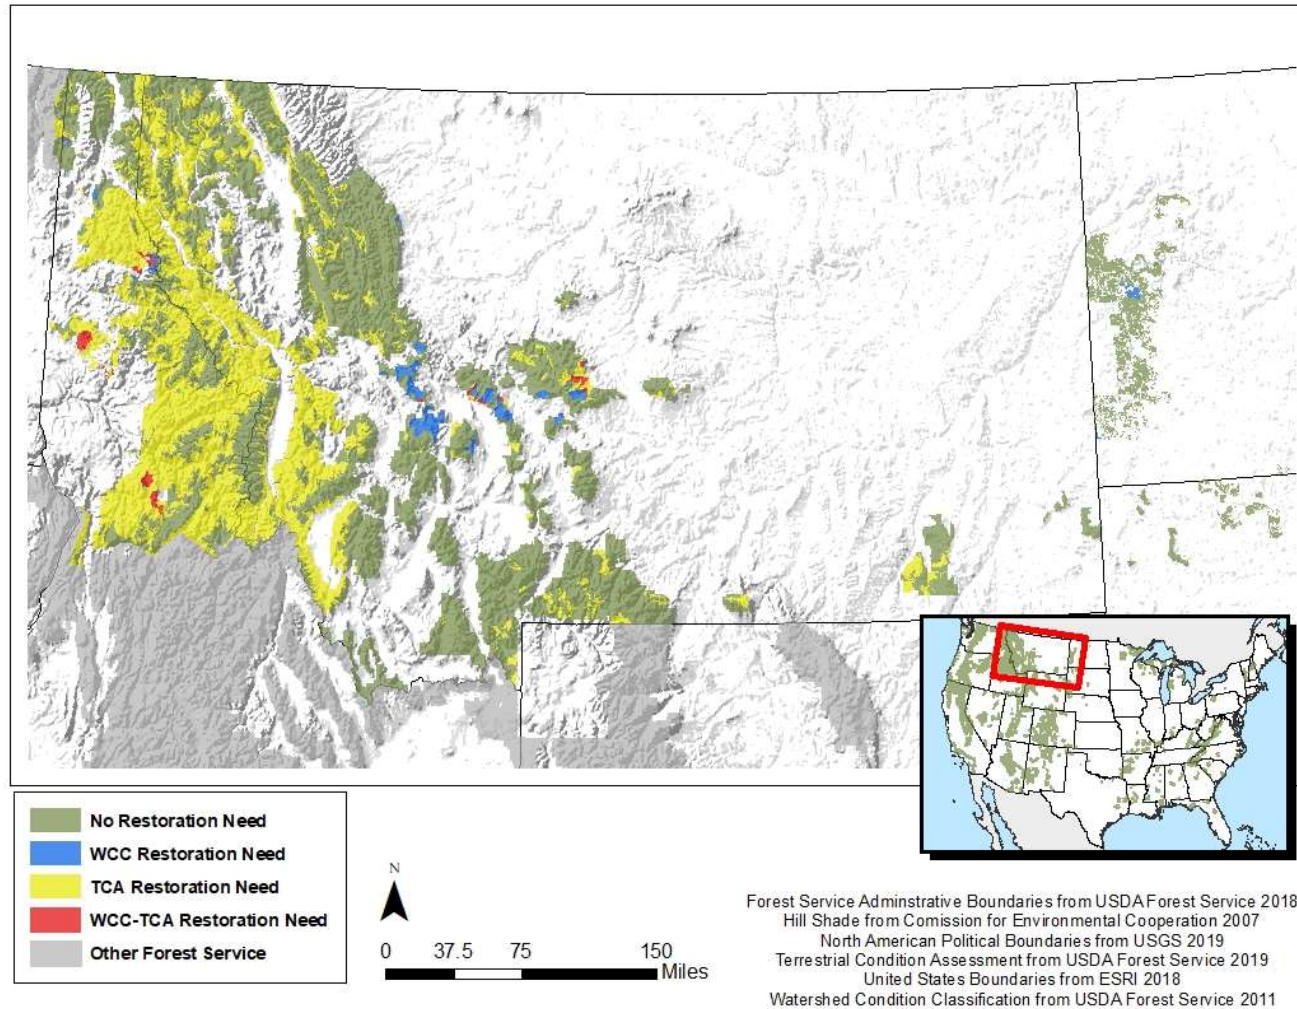 No Restoration Need
WCC Restoration Need
TCA Restoration Need
WCC-TCA Restoration Need
Other Forest Service
N
0 37.5 75 150
Miles
Forest Service Adminstrative Boundaries from USDA Forest Service 2018
Hill Shade from Comission for Environmental Cooperation 2007
North American Political Boundaries from USGS 2019
Terrestrial Condition Assessment from USDA Forest Service 2019
United States Boundaries from ESRI 2018
Watershed Condition Classification from USDA Forest Service 2011